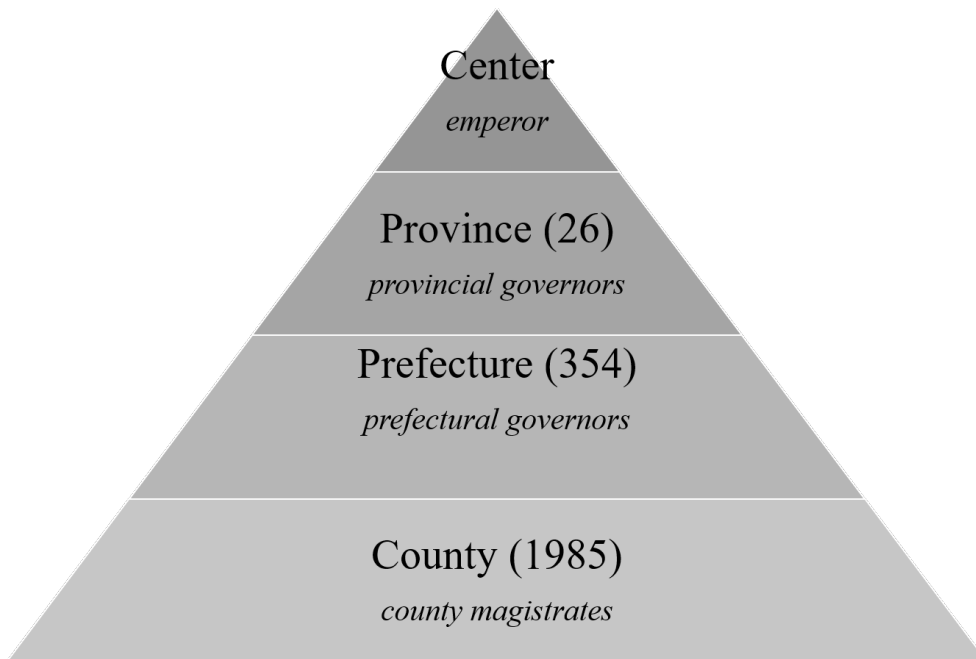 Center
emperor
Province (26)
provincial governors
Prefecture (354)
prefectural governors
County (1985)
county magistrates